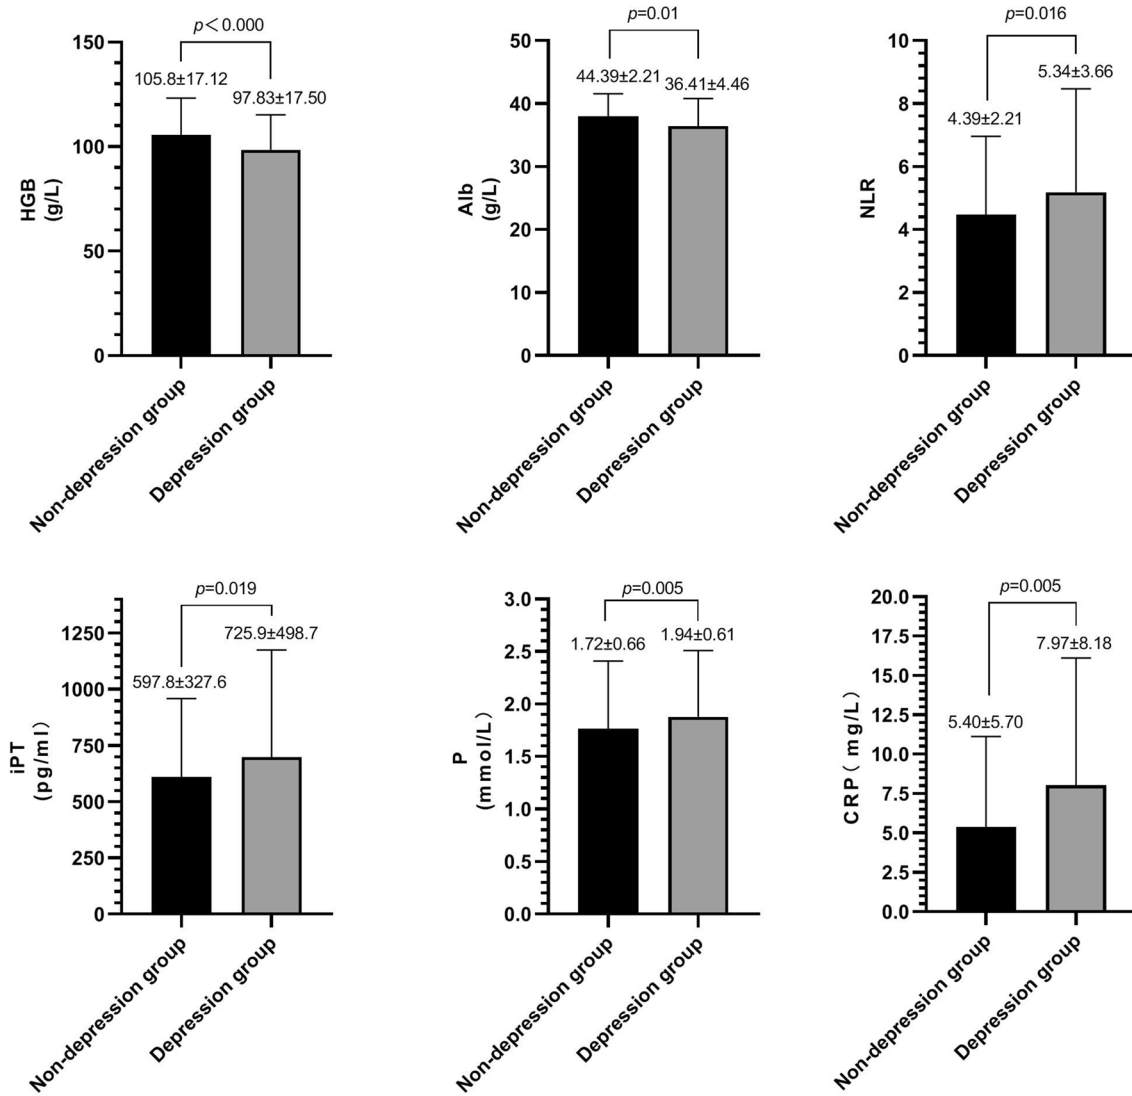 p＜0.000
150
105.8±17.12
97.83±17.50
100
50
0
HGB
(g/L)
Non-depression group
Depression group
p=0.01
50
44.39±2.21
36.41±4.46
40
30
20
10
0
Alb
(g/L)
Non-depression group
Depression group
p=0.016
10
5.34±3.66
8
4.39±2.21
6
4
2
0
NLR
Non-depression group
Depression group
p=0.019
1250
725.9±498.7
597.8±327.6
1000
750
500
250
0
iPT
(pg/ml）
Non-depression group
Depression group
p=0.005
3.0
1.72±0.66
1.94±0.61
2.5
2.0
1.5
1.0
0.5
0.0
P
(mmol/L）
Non-depression group
Depression group
p=0.005
20.0
17.5
7.97±8.18
15.0
12.5
5.40±5.70
10.0
7.5
5.0
2.5
0.0
CRP（mg/L）
Non-depression group
Depression group